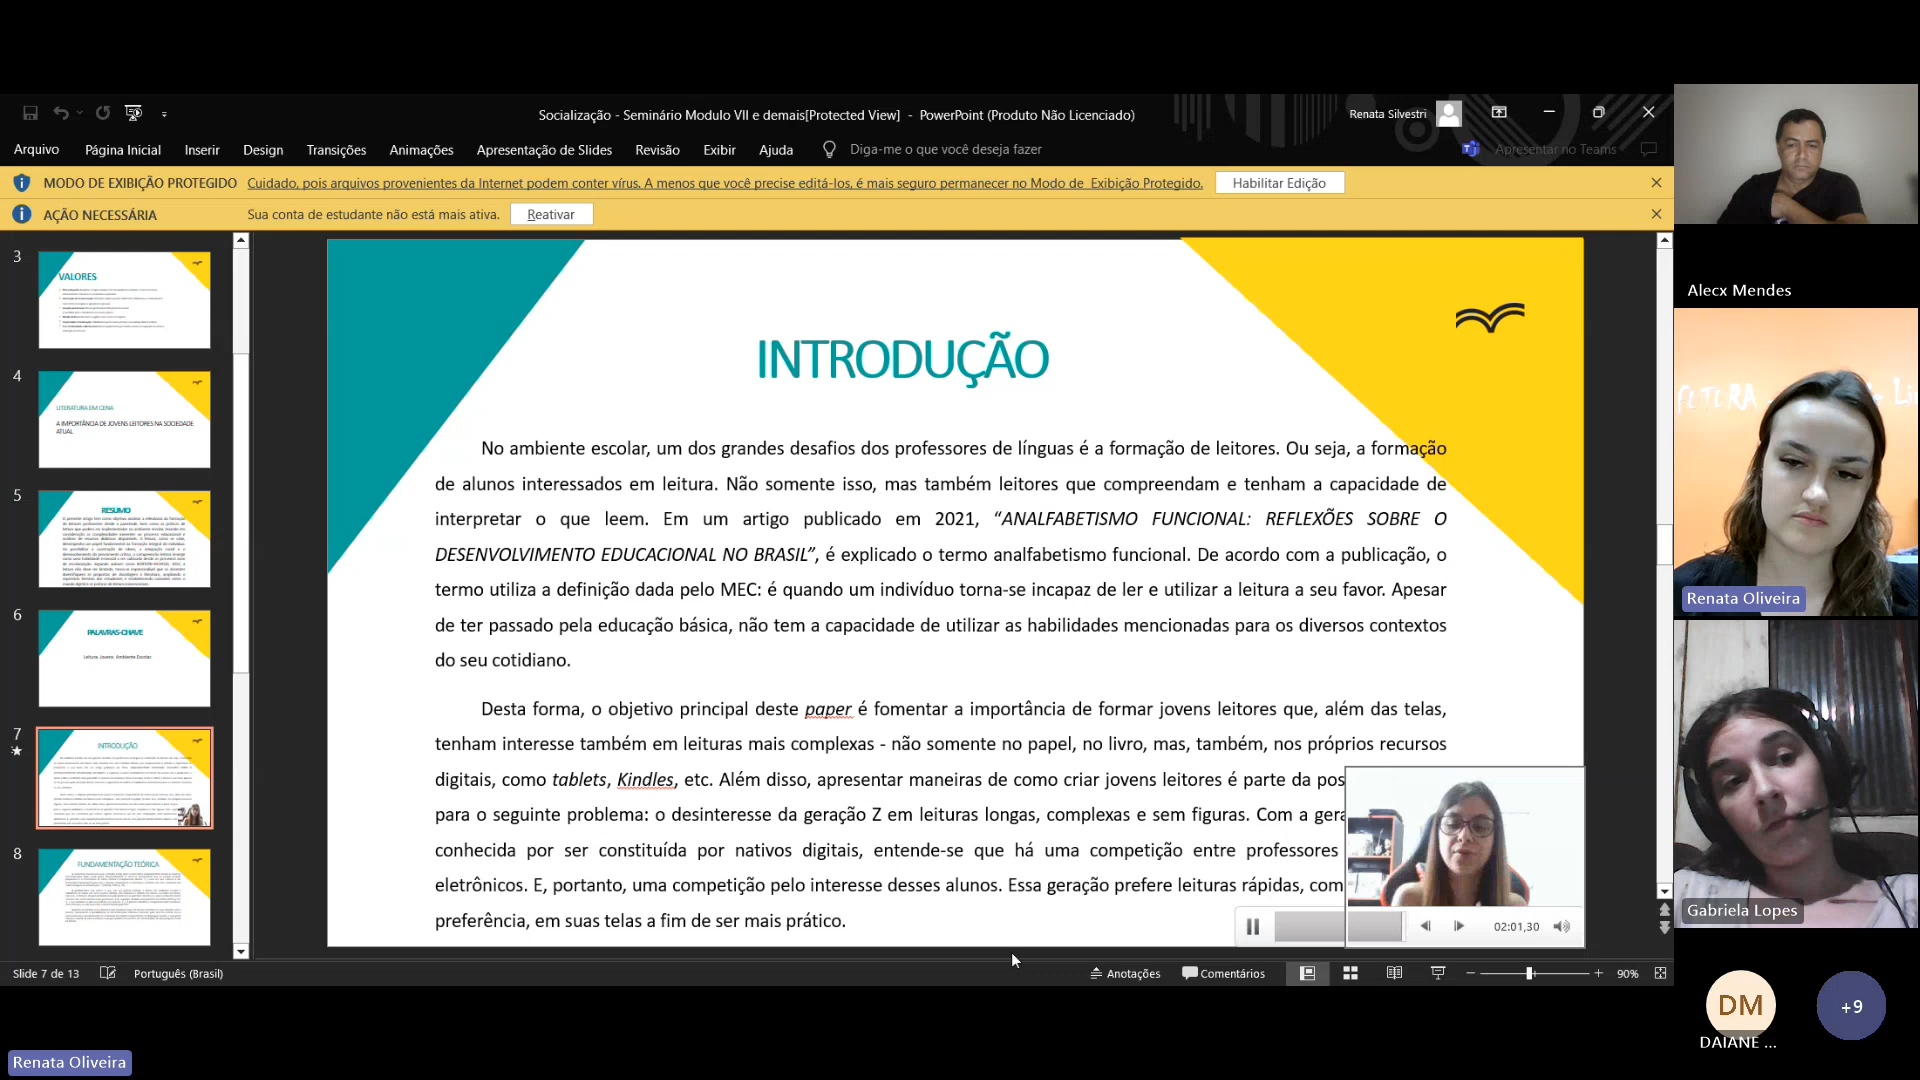 Socialização - Seminário Modulo VII e demais[Protected View] - PowerPoint (Produto Não Licenciado)
Renata Silvestri
Arquivo Página Inicial Inserir Design Transições Animações Apresentação de Slides Revisão Exibir Ajuda Diga-me o que você deseja fazer Apresentar no Teams
MODO DE EXIBIÇÃO PROTEGIDO Cuidado, pois arquivos provenientes da Internet podem conter vírus. A menos que você precise editá-los, é mais seguro permanecer no Modo de Exibição Protegido. Habilitar Edição
AÇÃO NECESSÁRIA Sua conta de estudante não está mais ativa. Reativar
3
VALORES
4
LITERATURA EM CENA
A IMPORTÂNCIA DE JOVENS LEITORES NA SOCIEDADE
ATUAL
5
RESUMO
6
PALAVRAS-CHAVE
Leitura. Jovens. Ambiente Escolar.
7
INTRODUÇÃO
8
FUNDAMENTAÇÃO TEÓRICA
INTRODUÇÃO
No ambiente escolar, um dos grandes desafios dos professores de línguas é a formação de leitores. Ou seja, a formação
de alunos interessados em leitura. Não somente isso, mas também leitores que compreendam e tenham a capacidade de
interpretar o que leem. Em um artigo publicado em 2021, “ANALFABETISMO FUNCIONAL: REFLEXÕES SOBRE O
DESENVOLVIMENTO EDUCACIONAL NO BRASIL”, é explicado o termo analfabetismo funcional. De acordo com a publicação, o
termo utiliza a definição dada pelo MEC: é quando um indivíduo torna-se incapaz de ler e utilizar a leitura a seu favor. Apesar
de ter passado pela educação básica, não tem a capacidade de utilizar as habilidades mencionadas para os diversos contextos
do seu cotidiano.
Desta forma, o objetivo principal deste paper é fomentar a importância de formar jovens leitores que, além das telas,
tenham interesse também em leituras mais complexas - não somente no papel, no livro, mas, também, nos próprios recursos
digitais, como tablets, Kindles, etc. Além disso, apresentar maneiras de como criar jovens leitores é parte da pos
para o seguinte problema: o desinteresse da geração Z em leituras longas, complexas e sem figuras. Com a gera
conhecida por ser constituída por nativos digitais, entende-se que há uma competição entre professores
eletrônicos. E, portanto, uma competição pelo interesse desses alunos. Essa geração prefere leituras rápidas, com
preferência, em suas telas a fim de ser mais prático.
02:01,30
Slide 7 de 13 Português (Brasil) Anotações Comentários 90%
Alecx Mendes
Renata Oliveira
Gabriela Lopes
DM
DAIANE ...
+9
Renata Oliveira